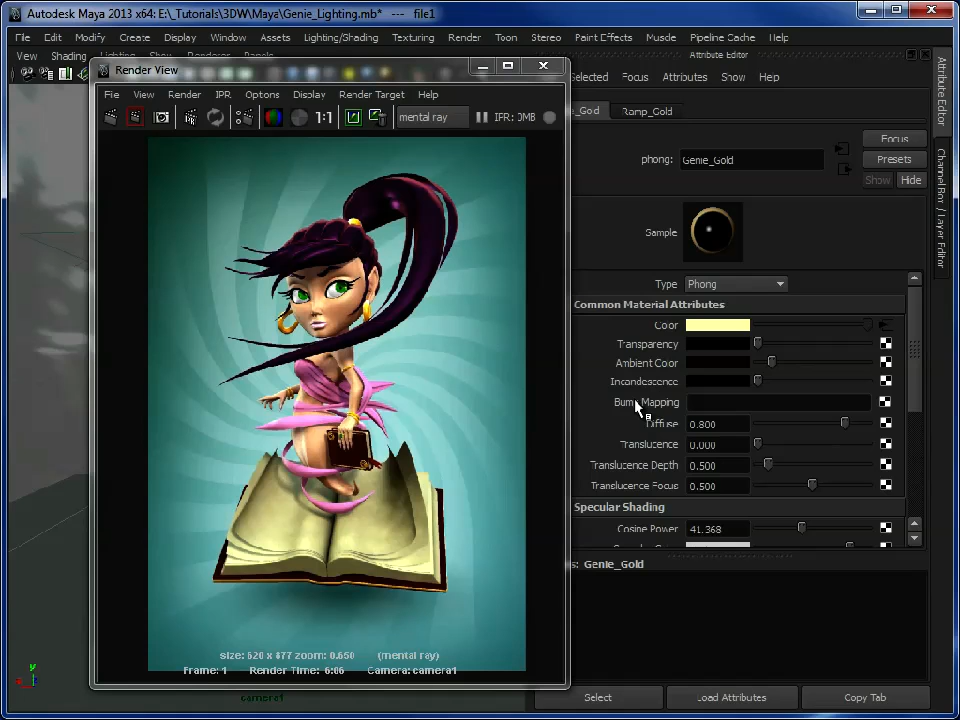 Autodesk Maya 2013 x64: E:\_Tutorials\3DW\Maya\Genie_Lighting.mb* --- file1
File Edit Modify Create Display Window Assets Lighting/Shading Texturing Render Toon Stereo Paint Effects Muscle Pipeline Cache Help
View Shading Lighting Show Renderer Panels
Attribute Editor
Render View
Selected Focus Attributes Show Help
File View Render IPR Options Display Render Target Help
Ramp_Gold
1:1 mental ray IPR: 0MB
Focus
phong: Genie_Gold
Presets
Show Hide
Sample
Type Phong
Common Material Attributes
Color
Transparency
Ambient Color
Incandescence
Bump Mapping
Diffuse 0.800
Translucence 0.000
Translucence Depth 0.500
Translucence Focus 0.500
Specular Shading
Cosine Power 41.368
Genie_Gold
size: 620 x 877 zoom: 0.650 (mental ray)
Frame: 1 Render Time: 6:06 Camera: camera1
camera1
Select Load Attributes Copy Tab
Attribute Editor
Channel Box / Layer Editor
y